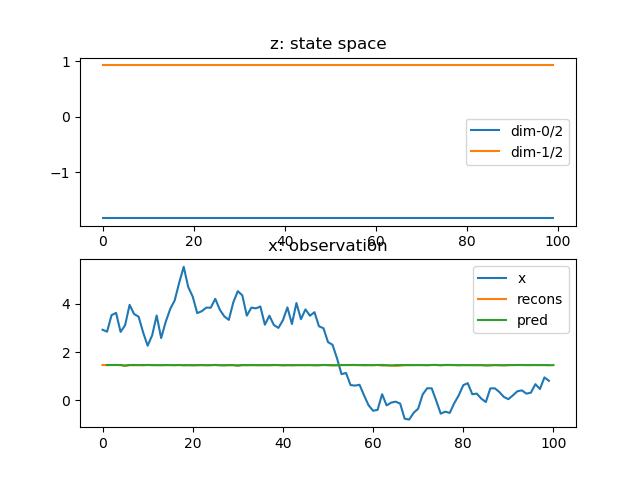 z: state space
1
0
−1
dim-0/2
dim-1/2
0 20 40 60 80 100
x: observation
4
2
0
x
recons
pred
0 20 40 60 80 100